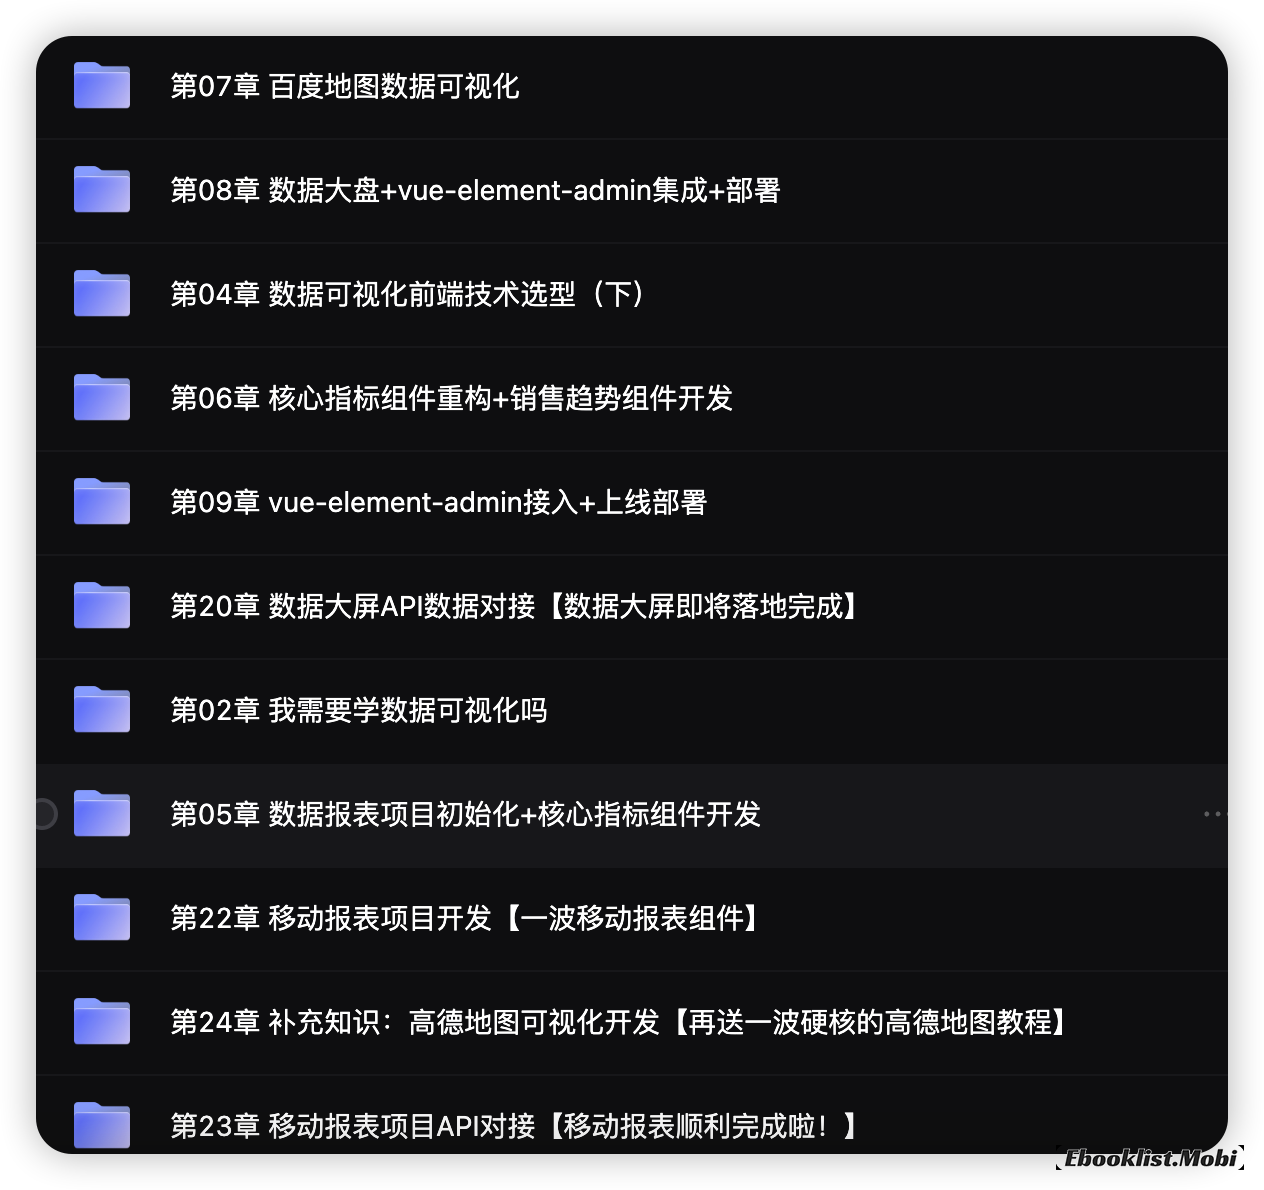 第07章 百度地图数据可视化
第08章 数据大盘+vue-element-admin集成+部署
第04章 数据可视化前端技术选型（下）
第06章 核心指标组件重构+销售趋势组件开发
第09章 vue-element-admin接入+上线部署
第20章 数据大屏API数据对接【数据大屏即将落地完成】
第02章 我需要学数据可视化吗
第05章 数据报表项目初始化+核心指标组件开发
第22章 移动报表项目开发【一波移动报表组件】
第24章 补充知识：高德地图可视化开发【再送一波硬核的高德地图教程】
第23章 移动报表项目API对接【移动报表顺利完成啦！】
【Ebooklist.Mobi】